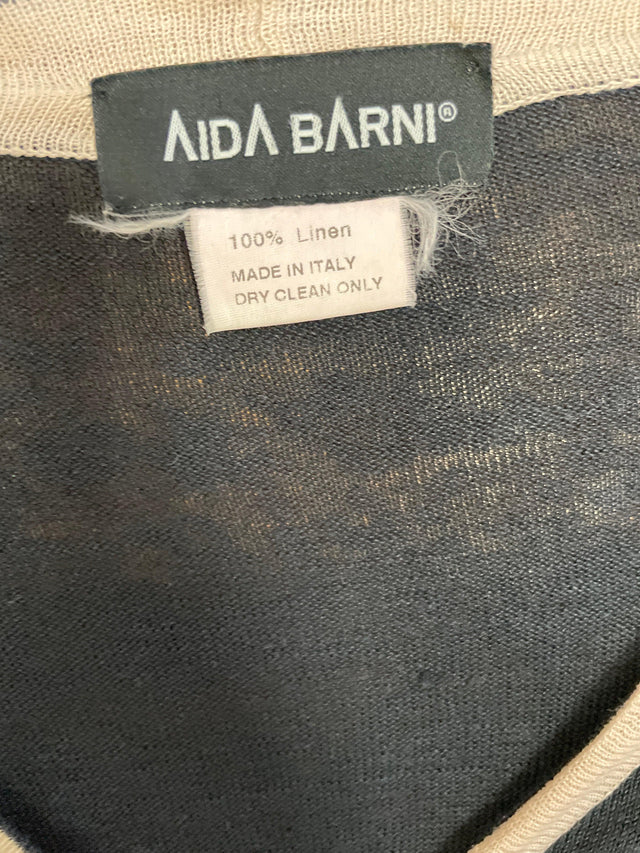 AIDA BARNI®
100% Linen
MADE IN ITALY
DRY CLEAN ONLY